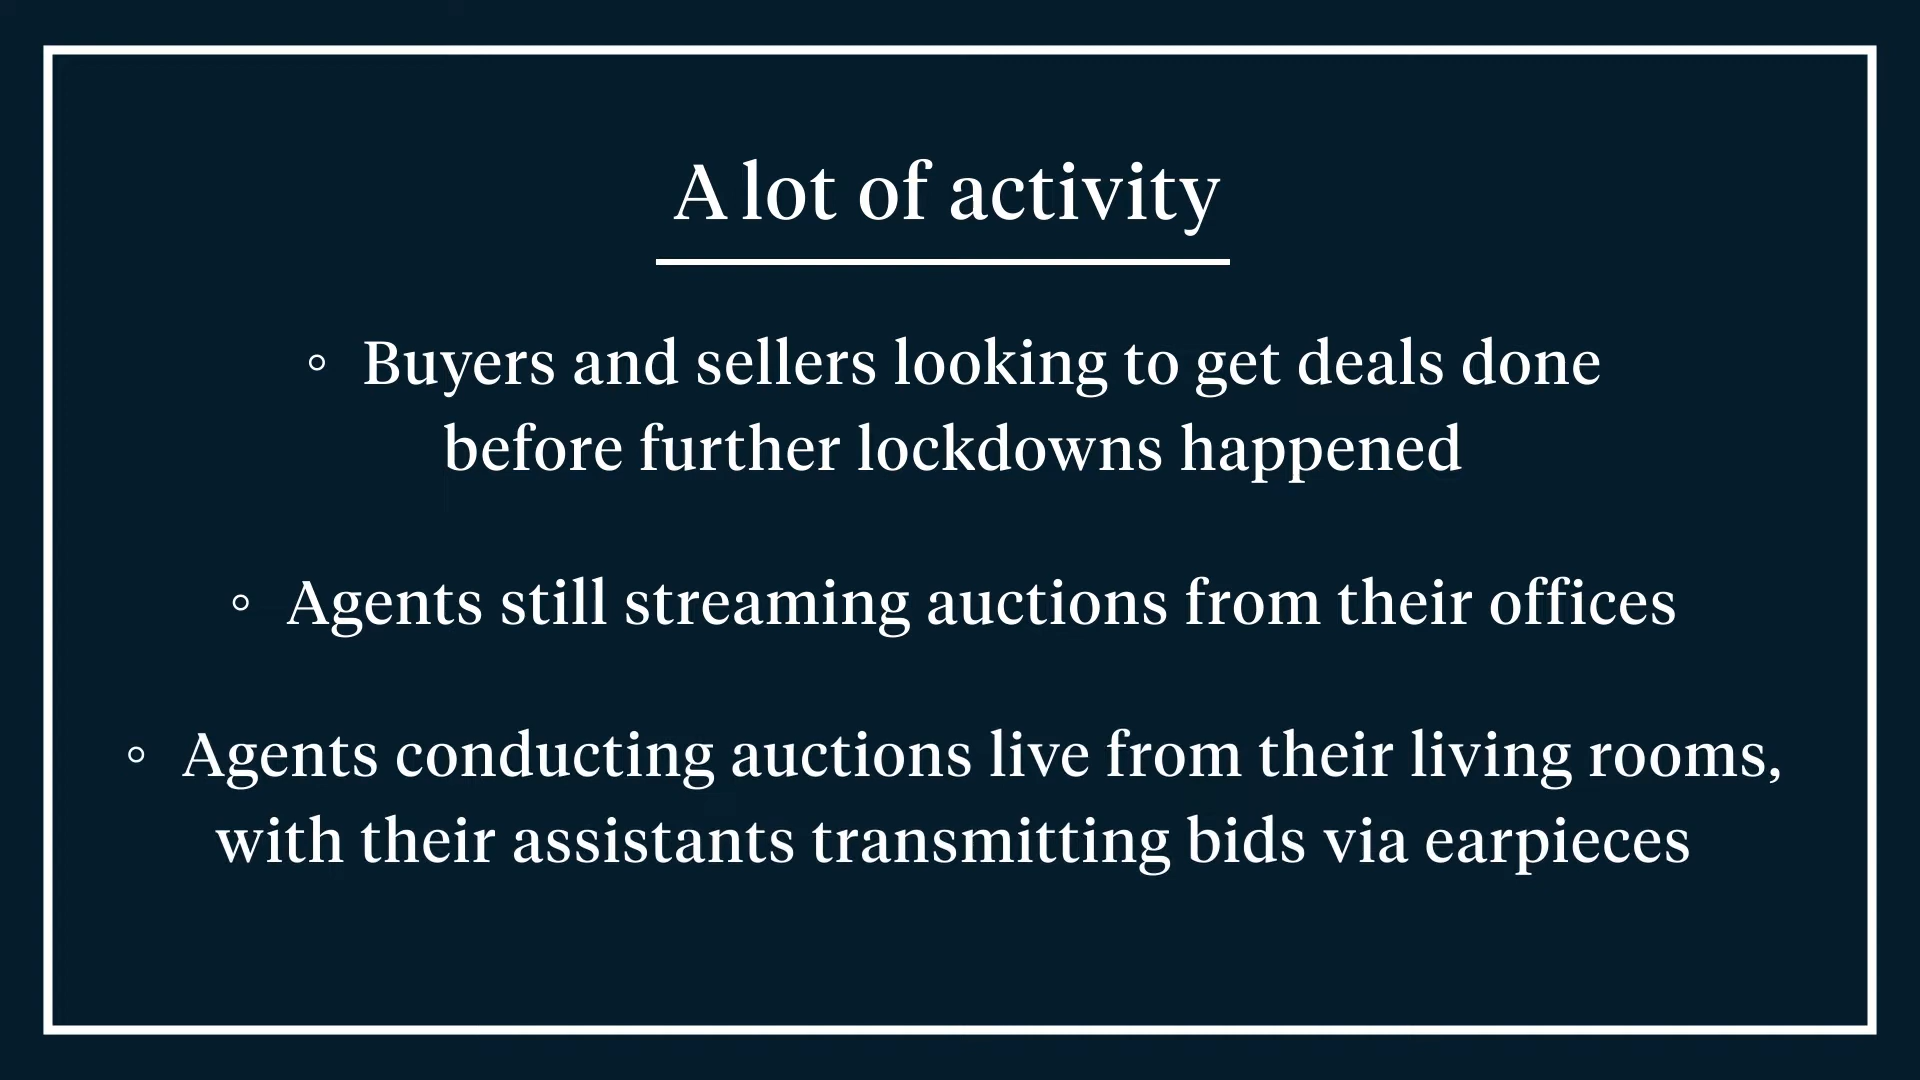 A lot of activity
◦ Buyers and sellers looking to get deals done
before further lockdowns happened
◦ Agents still streaming auctions from their offices
◦ Agents conducting auctions live from their living rooms,
with their assistants transmitting bids via earpieces